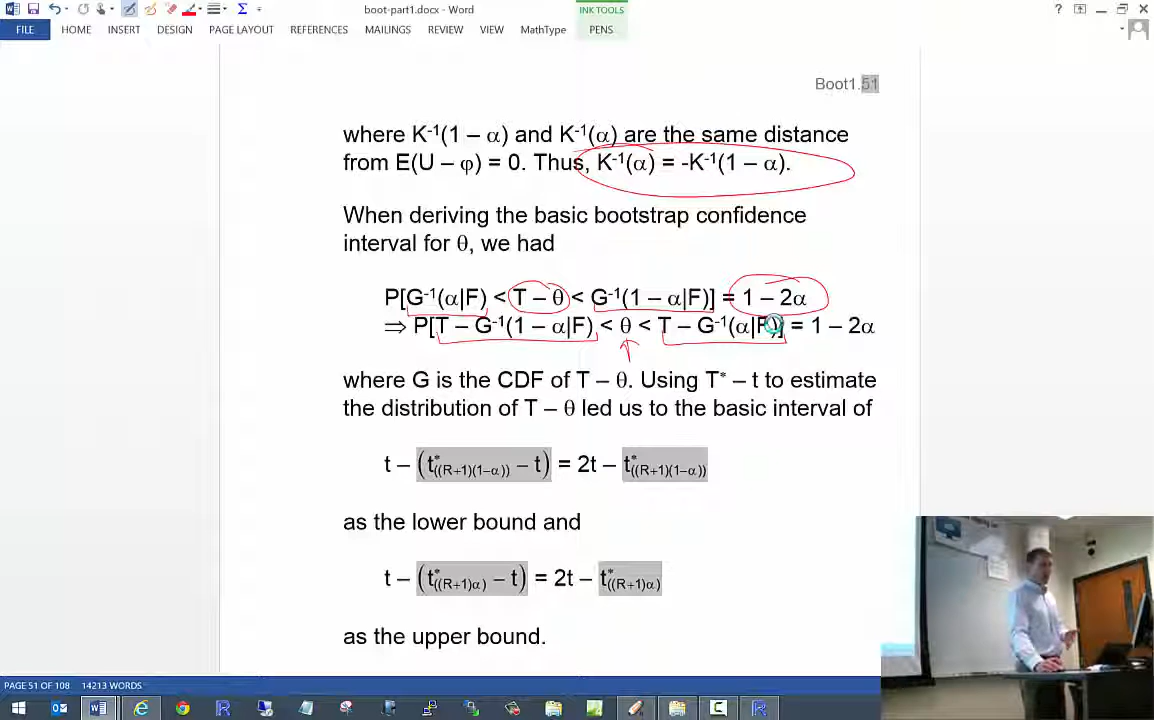 boot-part1.docx - Word
INK TOOLS
FILE HOME INSERT DESIGN PAGE LAYOUT REFERENCES MAILINGS REVIEW VIEW MathType PENS
Boot1.51
where K⁻¹(1 – α) and K⁻¹(α) are the same distance
from E(U – φ) = 0. Thus, K⁻¹(α) = -K⁻¹(1 – α).
When deriving the basic bootstrap confidence
interval for θ, we had
P[G⁻¹(α|F) < T – θ < G⁻¹(1 – α|F)] = 1 – 2α
⇒ P[T – G⁻¹(1 – α|F) < θ < T – G⁻¹(α|F)] = 1 – 2α
where G is the CDF of T – θ. Using T* – t to estimate
the distribution of T – θ led us to the basic interval of
t – (t*₍₍R+1)(1−α)) – t) = 2t – t*₍₍R+1)(1−α))
as the lower bound and
t – (t*₍₍R+1)α) – t) = 2t – t*₍₍R+1)α)
as the upper bound.
PAGE 51 OF 108 14213 WORDS